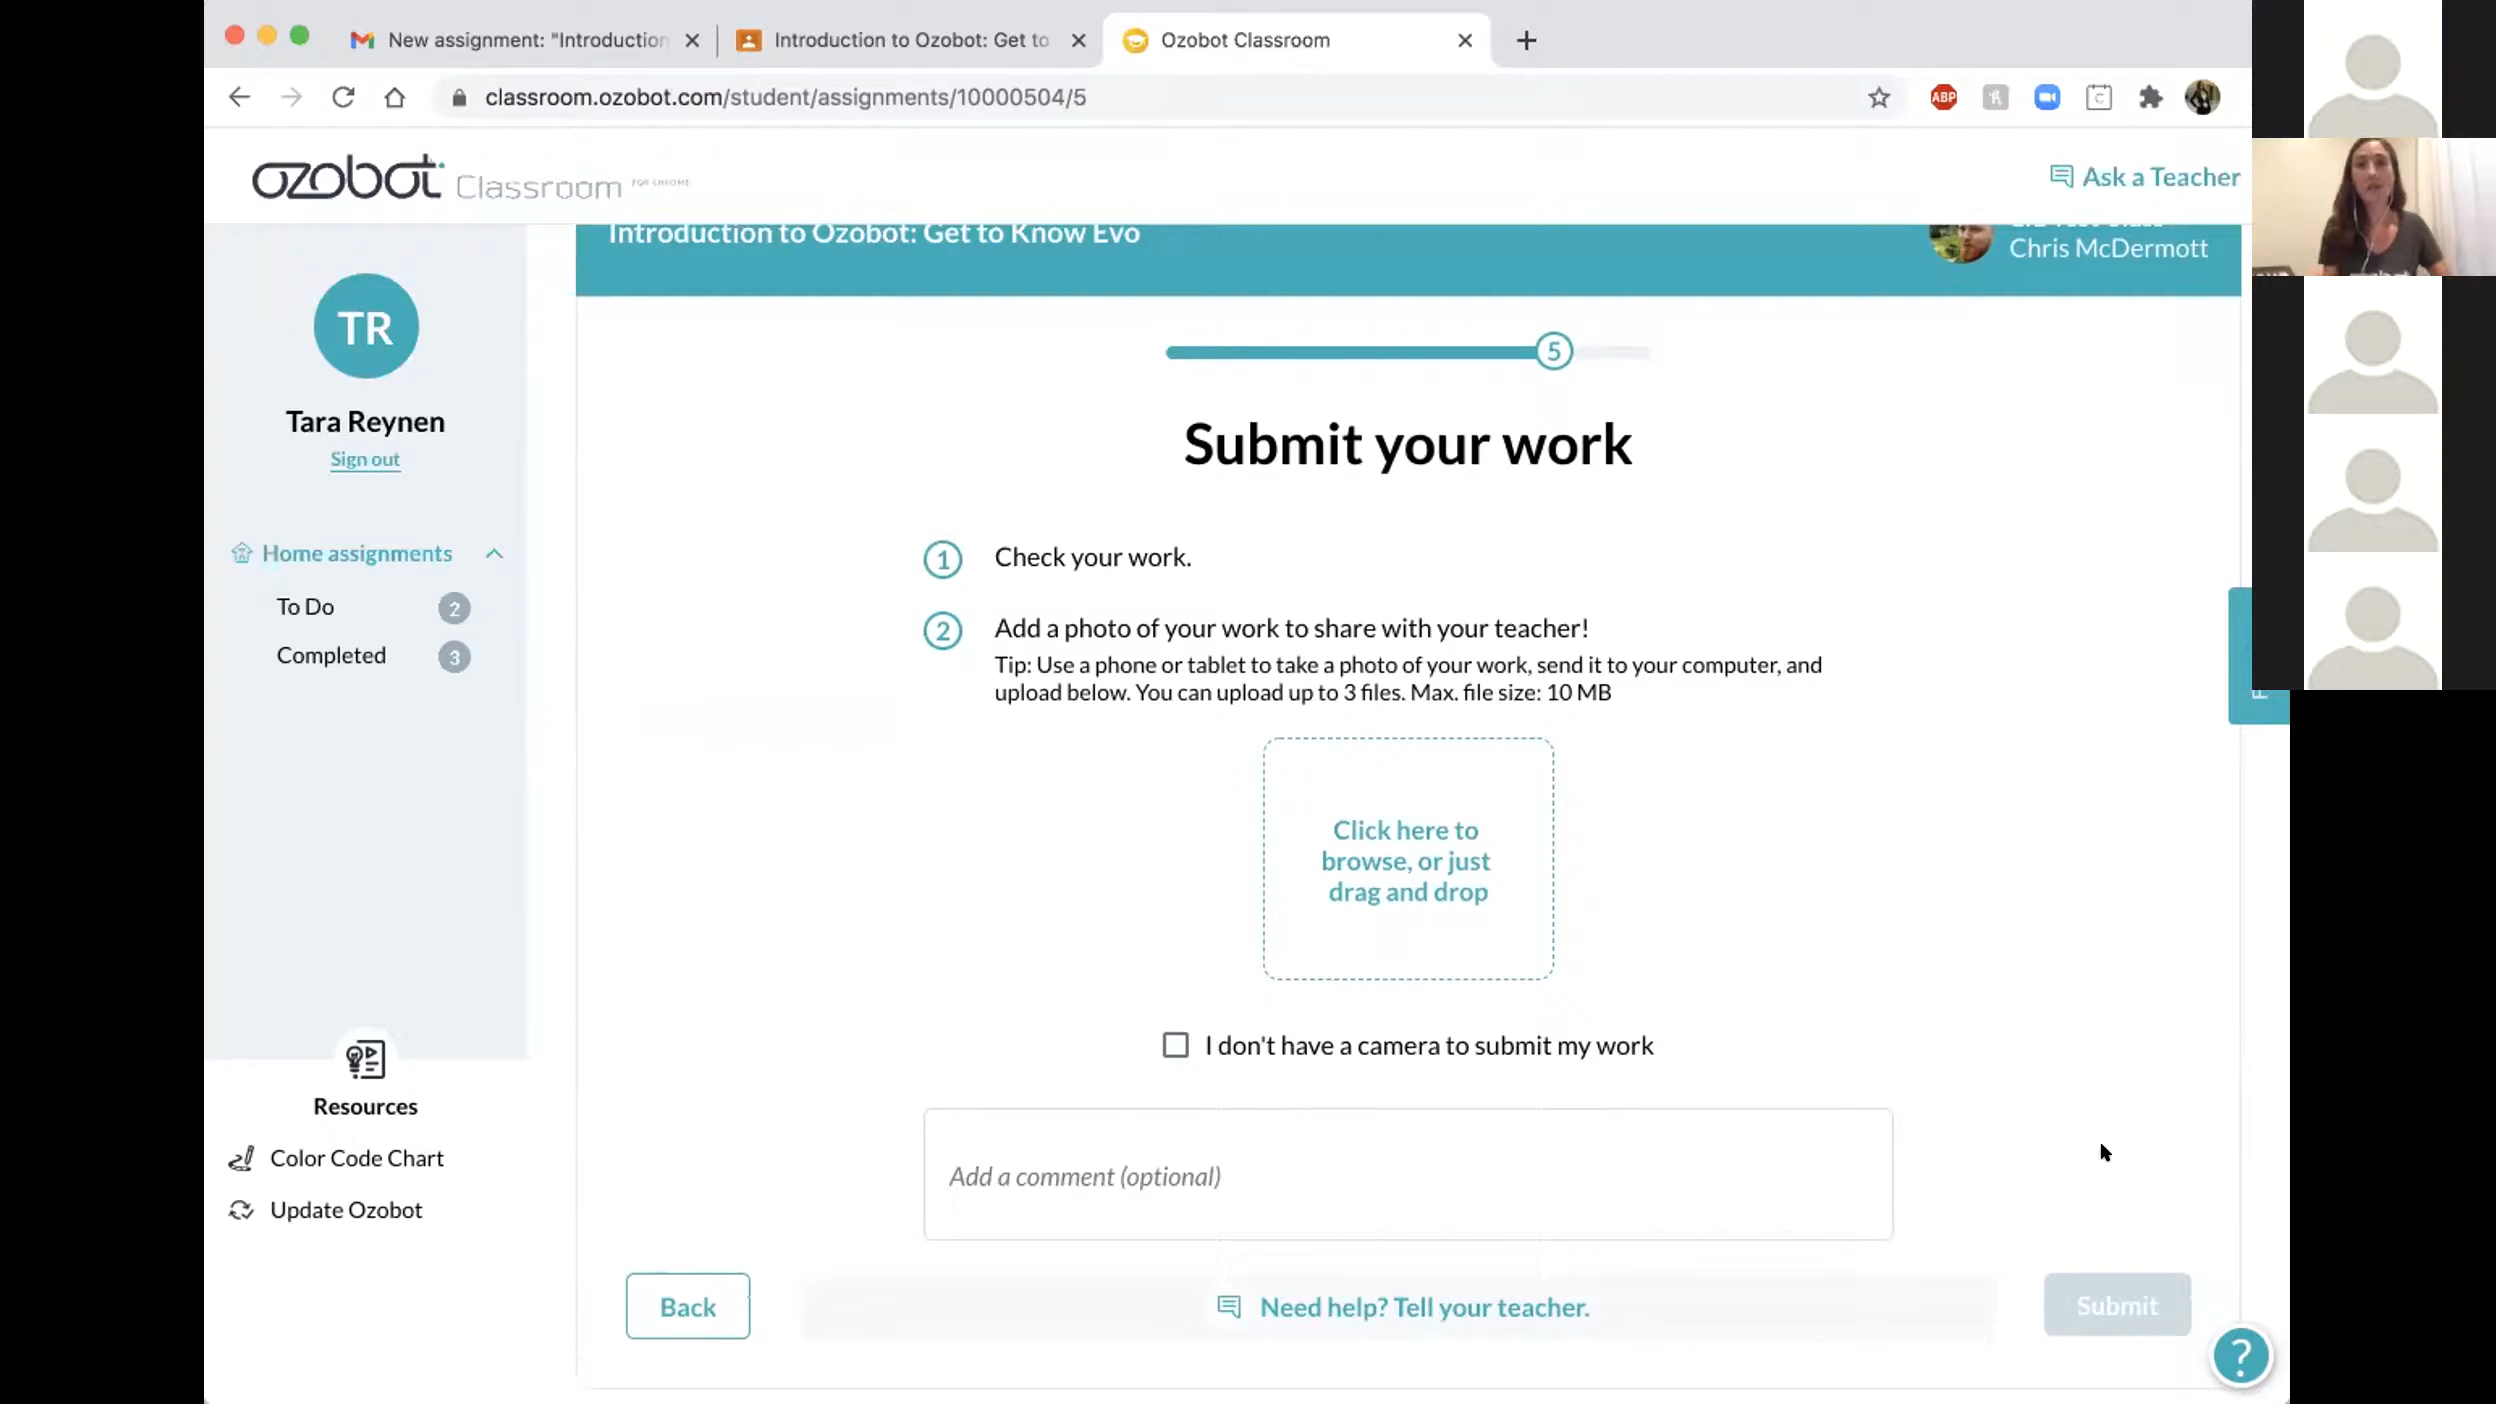 New assignment: "Introduction
Introduction to Ozobot: Get to
Ozobot Classroom
classroom.ozobot.com/student/assignments/10000504/5
ABP
C
ozobot Classroom FOR CHROME
Ask a Teacher
Introduction to Ozobot: Get to Know Evo
Chris McDermott
TR
Tara Reynen
Sign out
Home assignments
To Do 2
Completed 3
Resources
Color Code Chart
Update Ozobot
5
Submit your work
1 Check your work.
2 Add a photo of your work to share with your teacher!
Tip: Use a phone or tablet to take a photo of your work, send it to your computer, and
upload below. You can upload up to 3 files. Max. file size: 10 MB
Click here to
browse, or just
drag and drop
I don't have a camera to submit my work
Add a comment (optional)
Back
Need help? Tell your teacher.
Submit
?